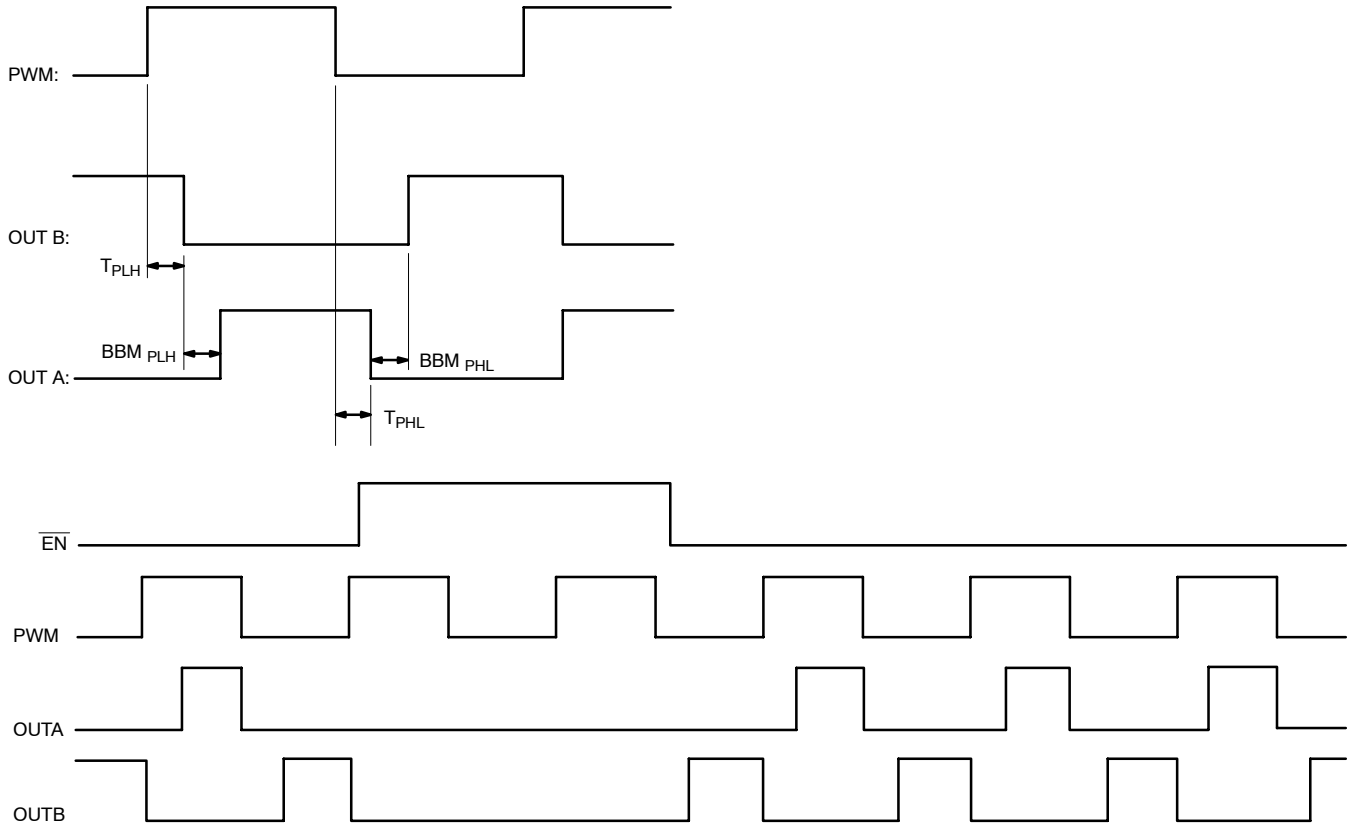 PWM:
OUT B:
TPLH
BBM PLH
BBM PHL
OUT A:
TPHL
EN
PWM
OUTA
OUTB